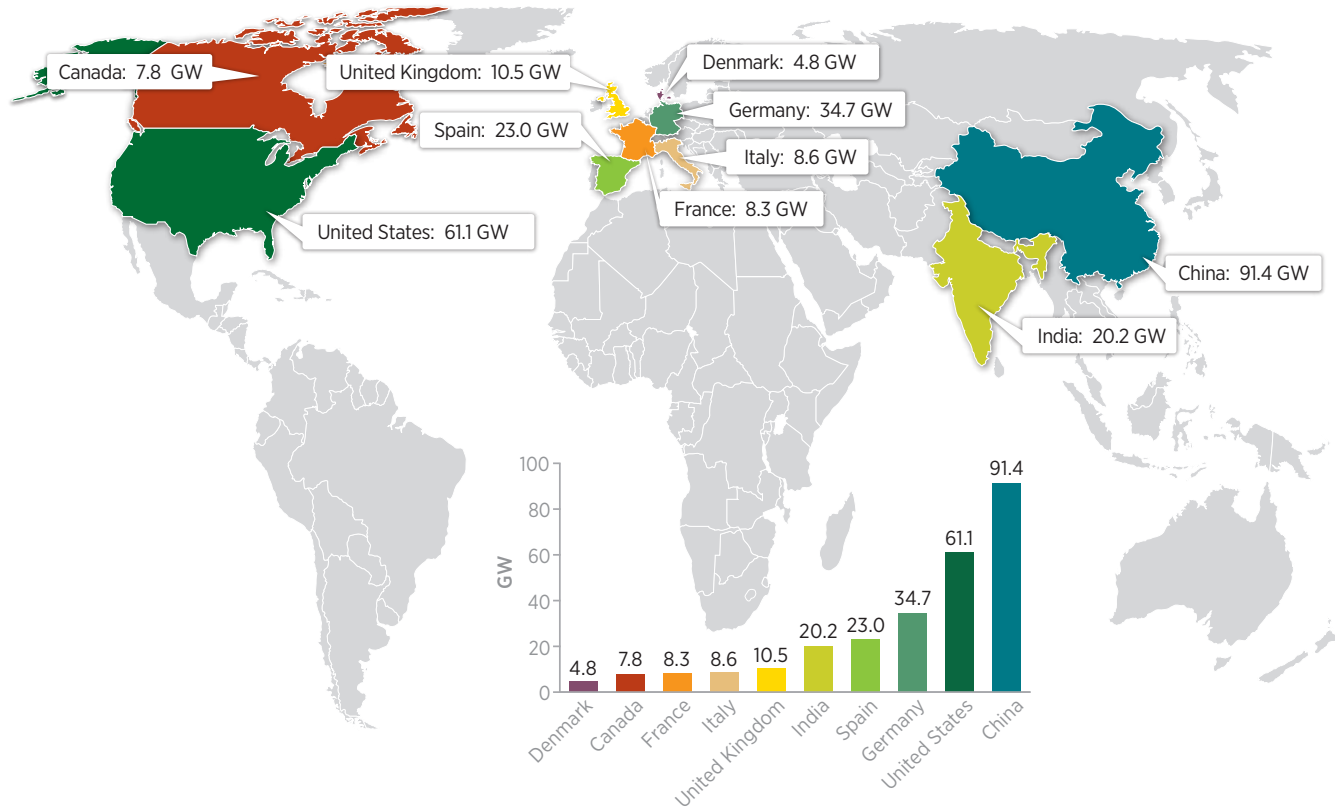 Canada: 7.8 GW
United Kingdom: 10.5 GW
Denmark: 4.8 GW
Germany: 34.7 GW
Spain: 23.0 GW
Italy: 8.6 GW
France: 8.3 GW
United States: 61.1 GW
China: 91.4 GW
India: 20.2 GW
GW
100
80
60
40
20
0
4.8
7.8
8.3
8.6
10.5
20.2
23.0
34.7
61.1
91.4
Denmark
Canada
France
Italy
United Kingdom
India
Spain
Germany
United States
China